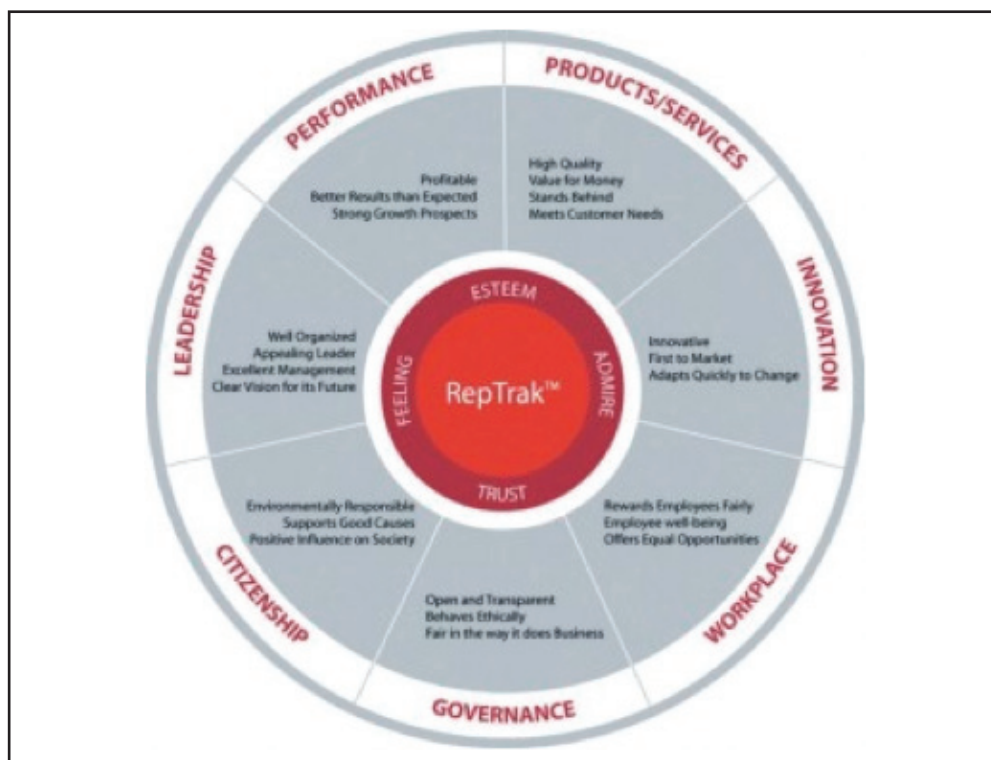 PERFORMANCE
Profitable
Better Results than Expected
Strong Growth Prospects
PRODUCTS/SERVICES
High Quality
Value for Money
Stands Behind
Meets Customer Needs
INNOVATION
Innovative
First to Market
Adapts Quickly to Change
WORKPLACE
Rewards Employees Fairly
Employee well-being
Offers Equal Opportunities
GOVERNANCE
Open and Transparent
Behaves Ethically
Fair in the way it does Business
CITIZENSHIP
Environmentally Responsible
Supports Good Causes
Positive Influence on Society
LEADERSHIP
Well Organized
Appealing Leader
Excellent Management
Clear Vision for its Future
ESTEEM
ADMIRE
TRUST
FEELING
RepTrak™